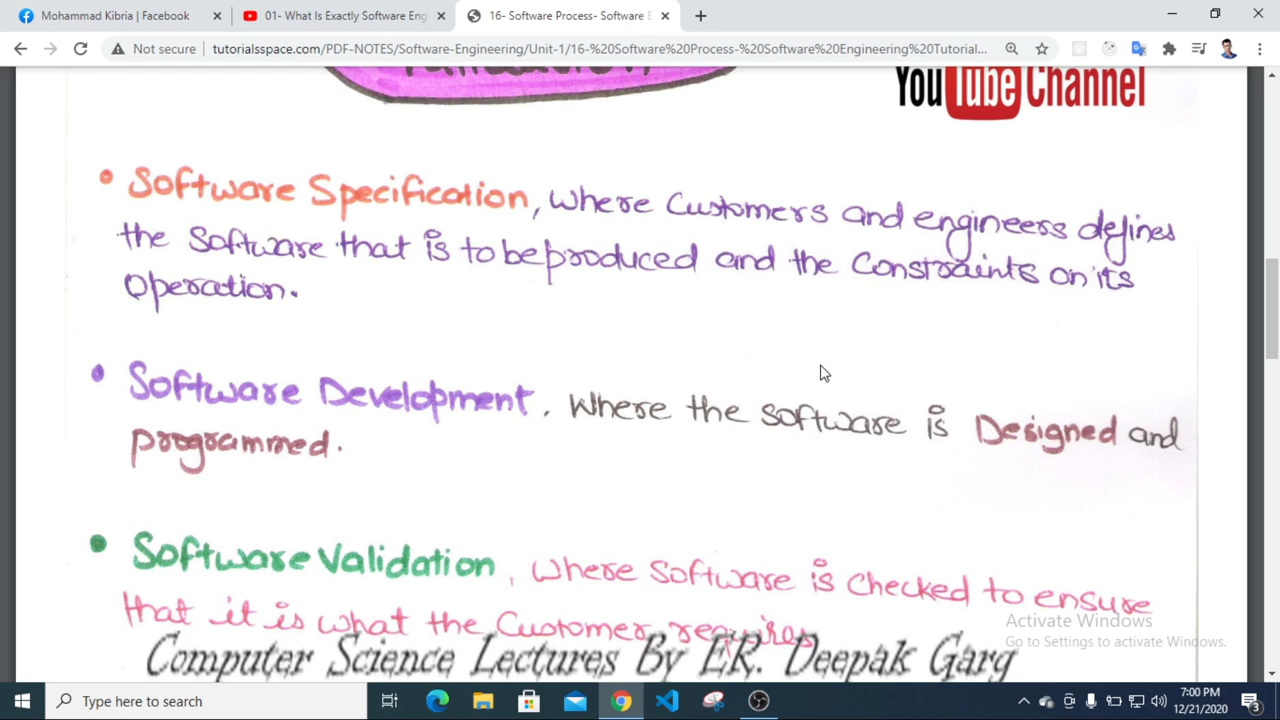 Mohammad Kibria | Facebook
01- What Is Exactly Software Eng
16- Software Process- Software E
Not secure
tutorialsspace.com/PDF-NOTES/Software-Engineering/Unit-1/16-%20Software%20Process-%20Software%20Engineering%20Tutorial...
YouTube Channel
• Software Specification, where Customers and engineers defines
the Software that is to be produced and the Constraints on its
Operation.
• Software Development, where the software is Designed and
programmed.
• Software Validation, where Software is Checked to ensure
that it is what the Customer requires
Computer Science Lectures By ER. Deepak Garg
Activate Windows
Go to Settings to activate Windows.
Type here to search
7:00 PM
12/21/2020
3